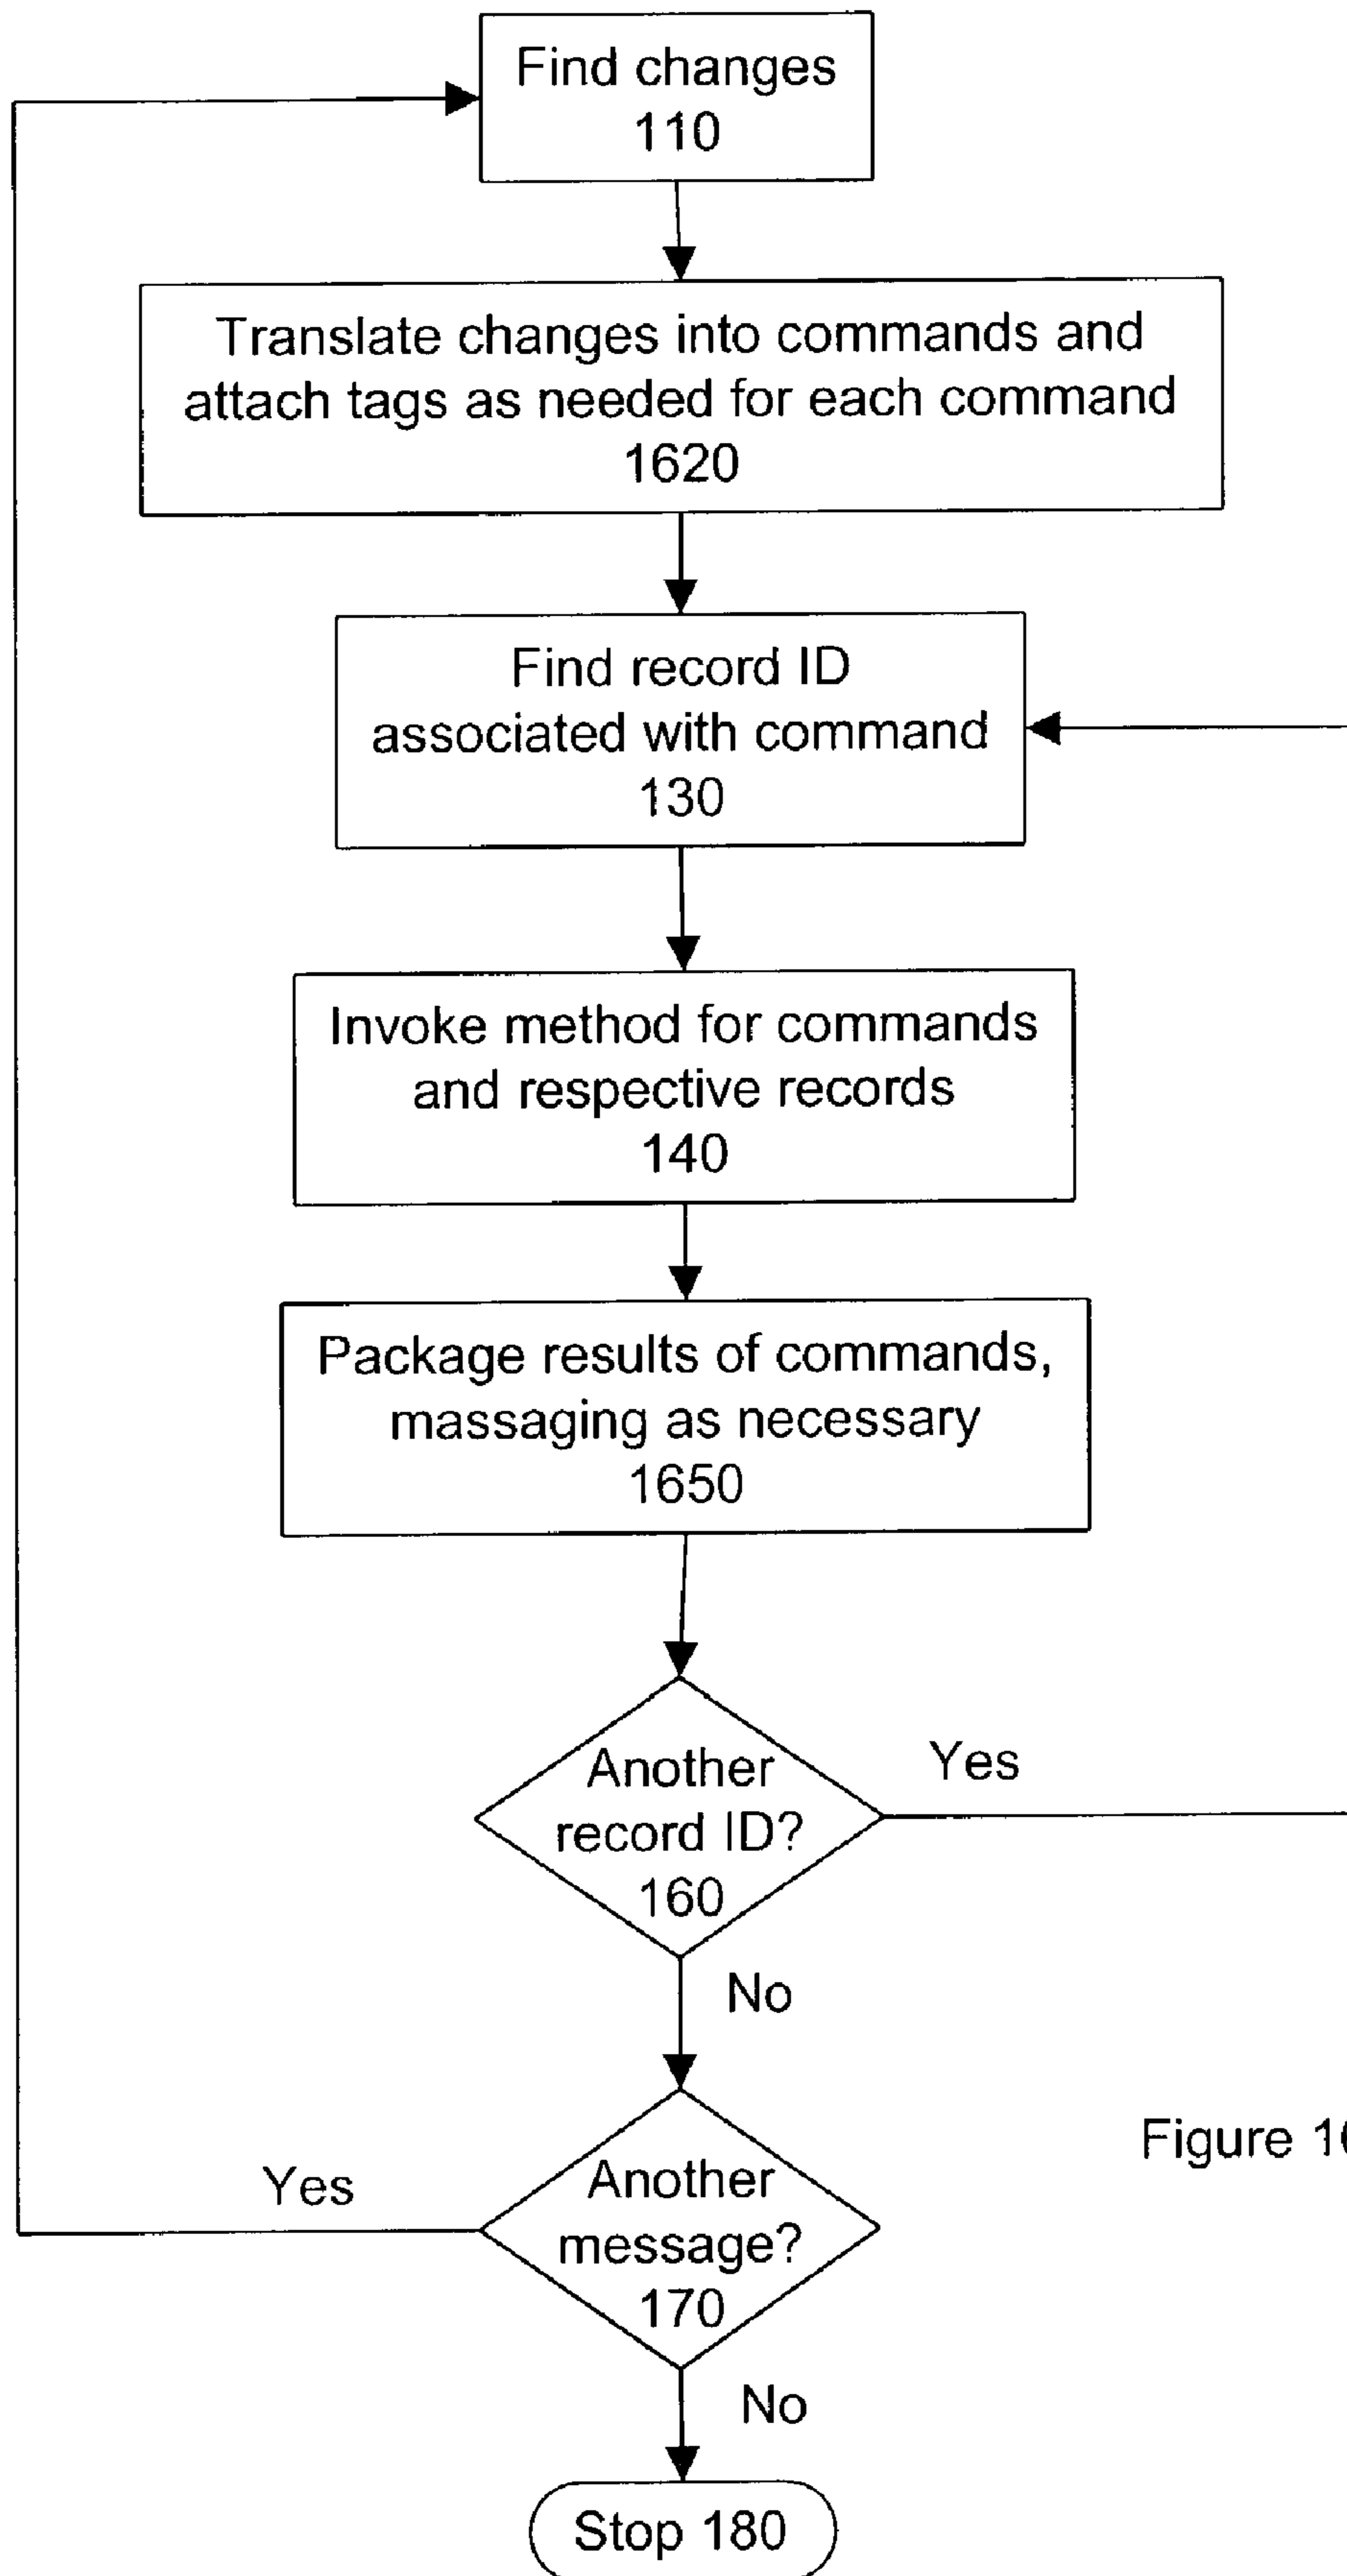 Find changes
110
Translate changes into commands and
attach tags as needed for each command
1620
Find record ID
associated with command
130
Invoke method for commands
and respective records
140
Package results of commands,
massaging as necessary
1650
Another
record ID?
160
Yes
No
Figure 16
Another
message?
170
Yes
No
Stop 180